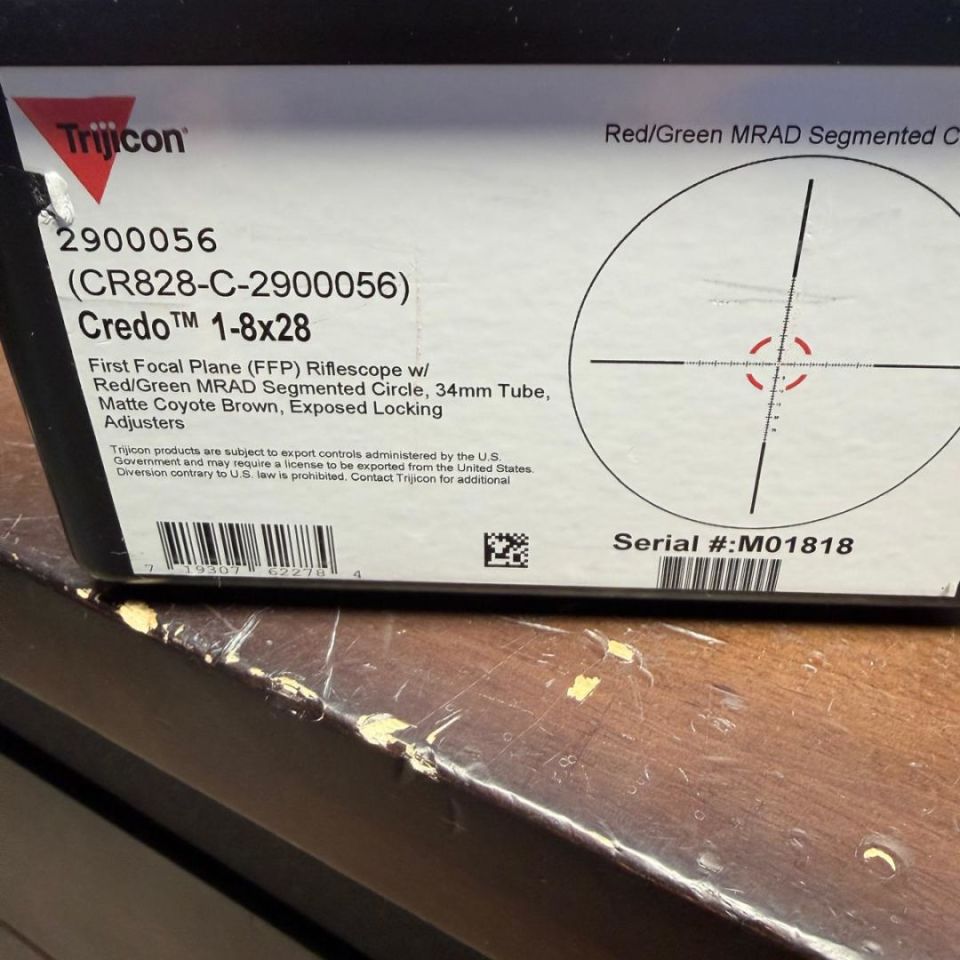 Trijicon®
Red/Green MRAD Segmented C
2900056
(CR828-C-2900056)
Credo™ 1-8x28
First Focal Plane (FFP) Riflescope w/
Red/Green MRAD Segmented Circle, 34mm Tube,
Matte Coyote Brown, Exposed Locking
Adjusters
Trijicon products are subject to export controls administered by the U.S.
Government and may require a license to be exported from the United States.
Diversion contrary to U.S. law is prohibited. Contact Trijicon for additional
7 19307 62278 4
Serial #:M01818